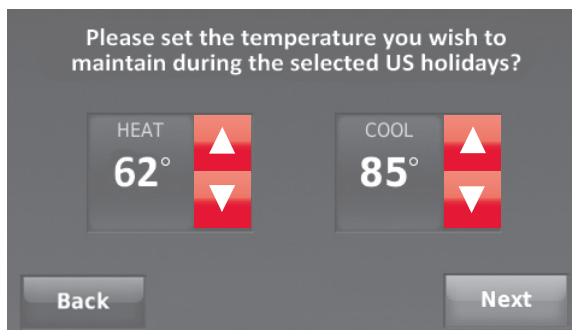 Please set the temperature you wish to
maintain during the selected US holidays?
HEAT
62°
COOL
85°
Back
Next